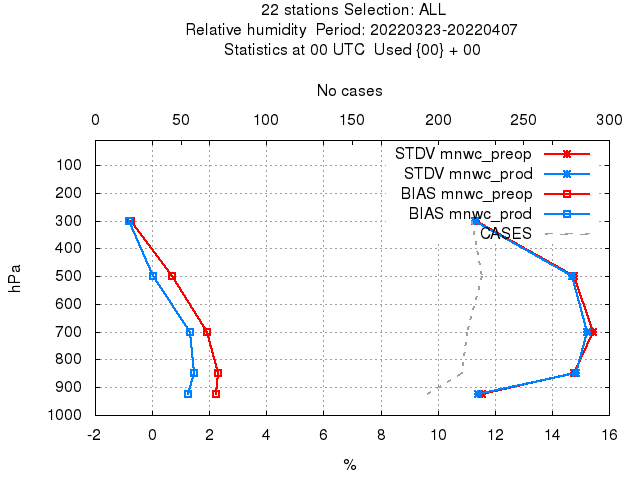 22 stations Selection: ALL
Relative humidity  Period: 20220323-20220407
Statistics at 00 UTC  Used {00} + 00
No cases
0 50 100 150 200 250 300
STDV mnwc_preop
STDV mnwc_prod
BIAS mnwc_preop
BIAS mnwc_prod
CASES
hPa
100
200
300
400
500
600
700
800
900
1000
-2 0 2 4 6 8 10 12 14 16
%